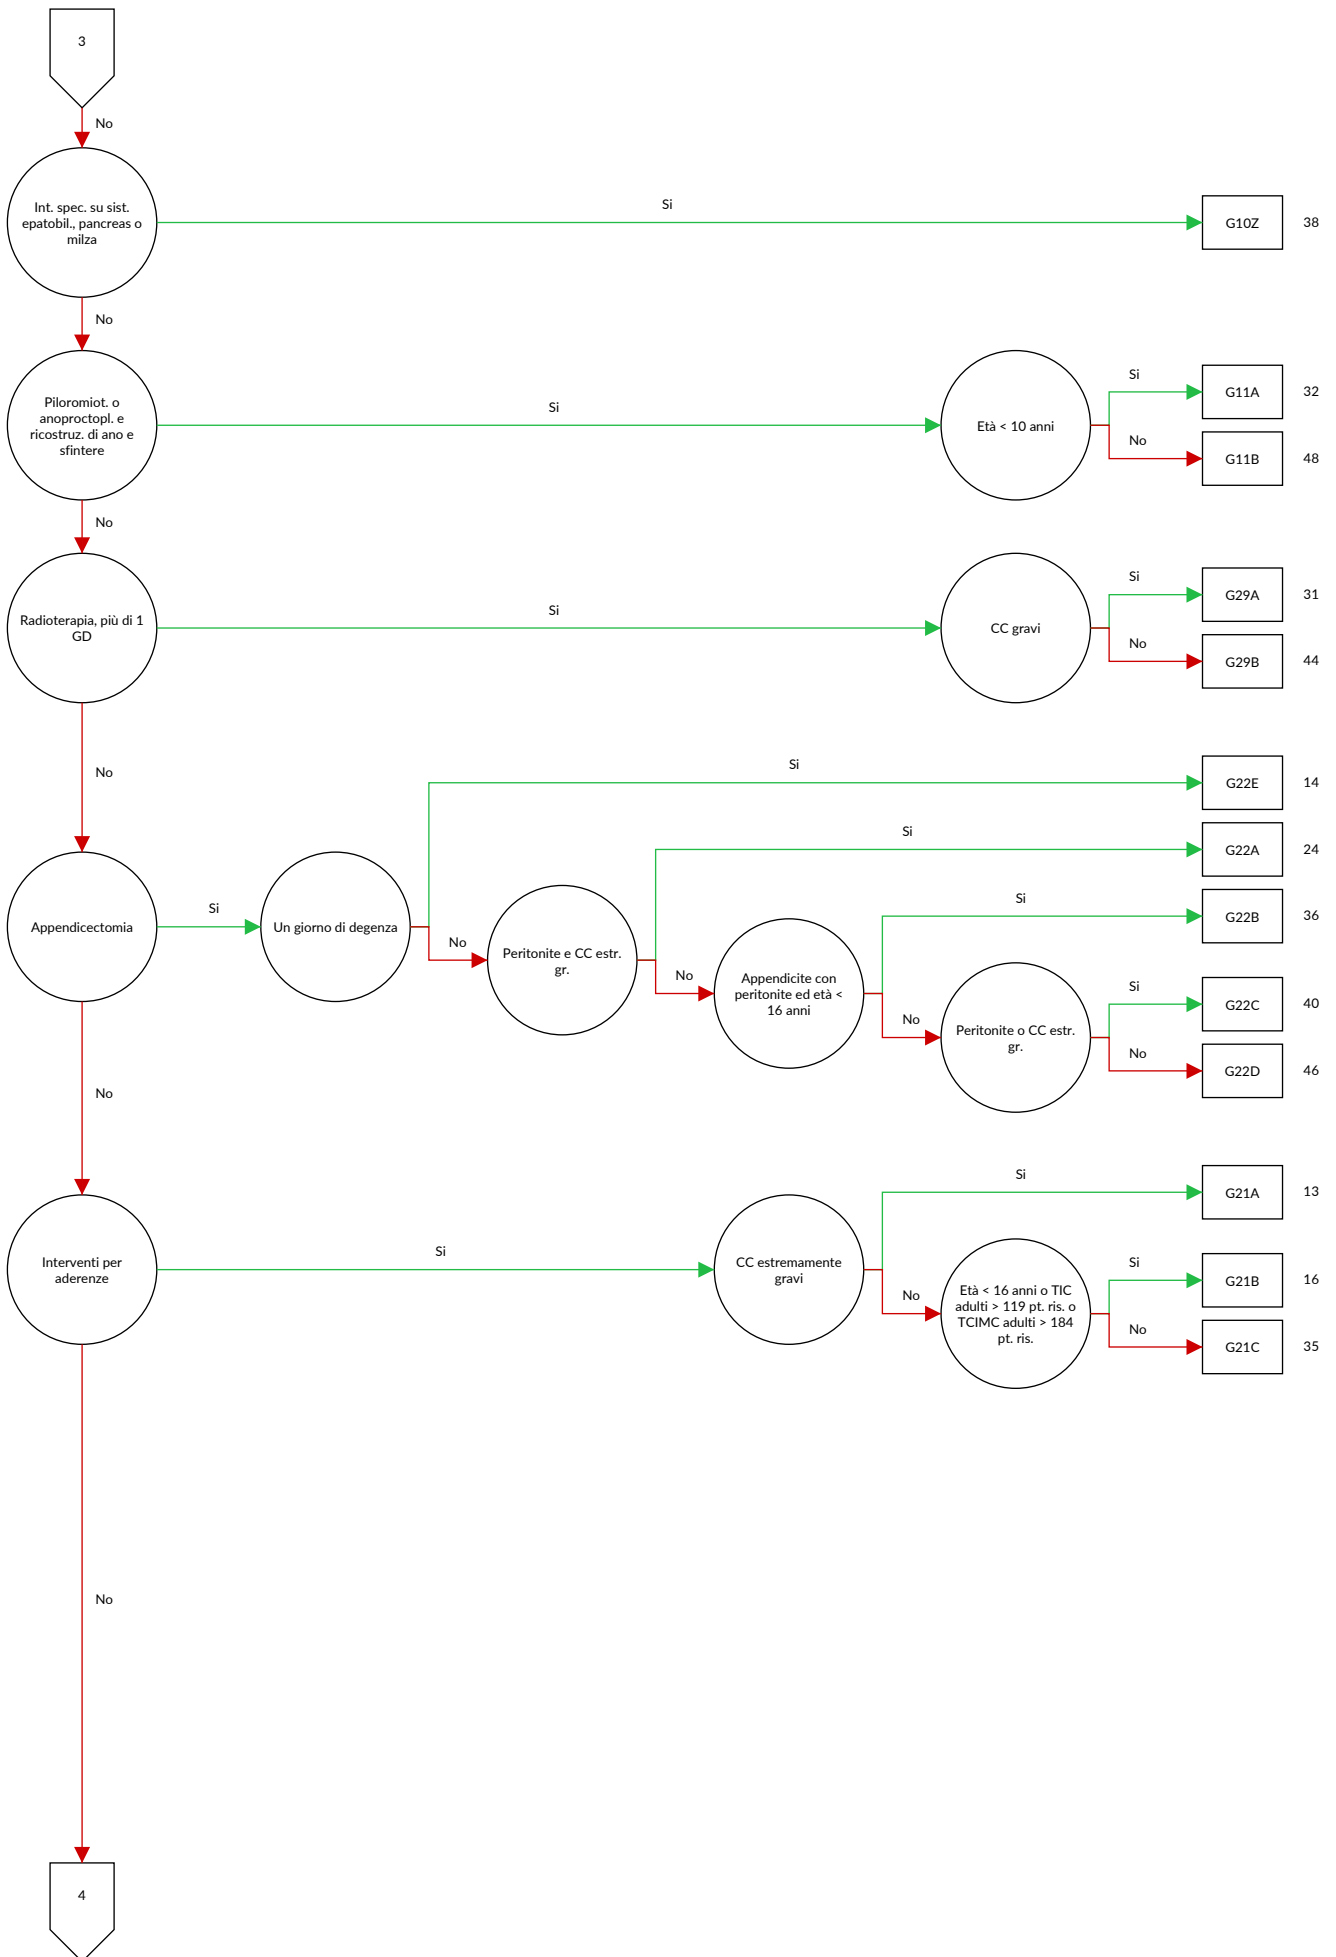 3
No
Int. spec. su sist.
epatobil., pancreas o
milza
Si
G10Z
38
No
Piloromiot. o
anoproctopl. e
ricostruz. di ano e
sfintere
Si
Età < 10 anni
Si
G11A
32
No
G11B
48
No
Radioterapia, più di 1
GD
Si
CC gravi
Si
G29A
31
No
G29B
44
No
Appendicectomia
Si
Un giorno di degenza
Si
G22E
14
No
Peritonite e CC estr.
gr.
Si
G22A
24
No
Appendicite con
peritonite ed età <
16 anni
Si
G22B
36
No
Peritonite o CC estr.
gr.
Si
G22C
40
No
G22D
46
No
Interventi per
aderenze
Si
CC estremamente
gravi
Si
G21A
13
No
Età < 16 anni o TIC
adulti > 119 pt. ris. o
TCIMC adulti > 184
pt. ris.
Si
G21B
16
No
G21C
35
No
4